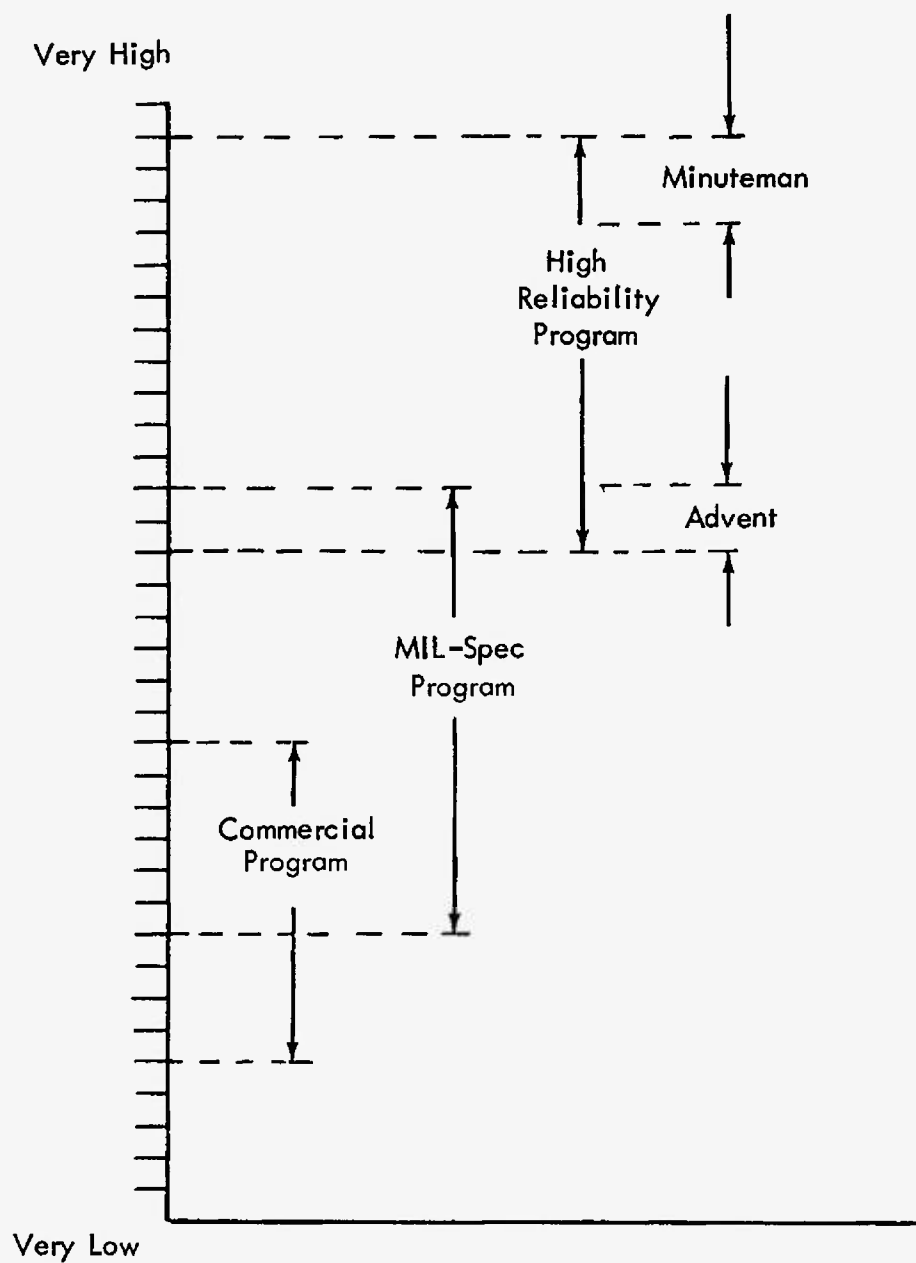 Very High
Minuteman
High
Reliability
Program
Advent
MIL-Spec
Program
Commercial
Program
Very Low